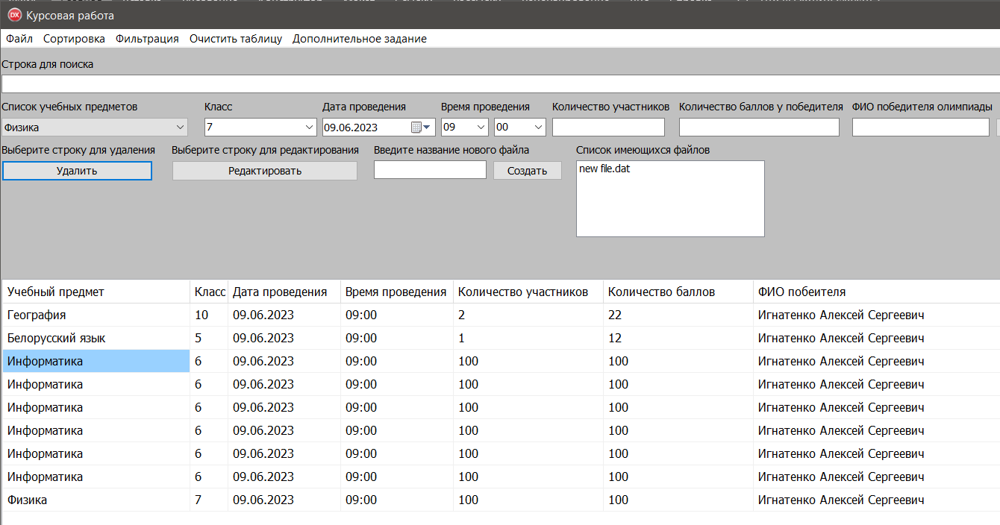 DX Курсовая работа
Файл Сортировка Фильтрация Очистить таблицу Дополнительное задание
Строка для поиска
Список учебных предметов Класс Дата проведения Время проведения Количество участников Количество баллов у победителя ФИО победителя олимпиады
Физика 7 09.06.2023 09 00
Выберите строку для удаления Выберите строку для редактирования Введите название нового файла Список имеющихся файлов
Удалить Редактировать Создать new file.dat
Учебный предмет Класс Дата проведения Время проведения Количество участников Количество баллов ФИО побеителя
География 10 09.06.2023 09:00 2 22 Игнатенко Алексей Сергеевич
Белорусский язык 5 09.06.2023 09:00 1 12 Игнатенко Алексей Сергеевич
Информатика 6 09.06.2023 09:00 100 100 Игнатенко Алексей Сергеевич
Информатика 6 09.06.2023 09:00 100 100 Игнатенко Алексей Сергеевич
Информатика 6 09.06.2023 09:00 100 100 Игнатенко Алексей Сергеевич
Информатика 6 09.06.2023 09:00 100 100 Игнатенко Алексей Сергеевич
Информатика 6 09.06.2023 09:00 100 100 Игнатенко Алексей Сергеевич
Информатика 6 09.06.2023 09:00 100 100 Игнатенко Алексей Сергеевич
Физика 7 09.06.2023 09:00 100 100 Игнатенко Алексей Сергеевич